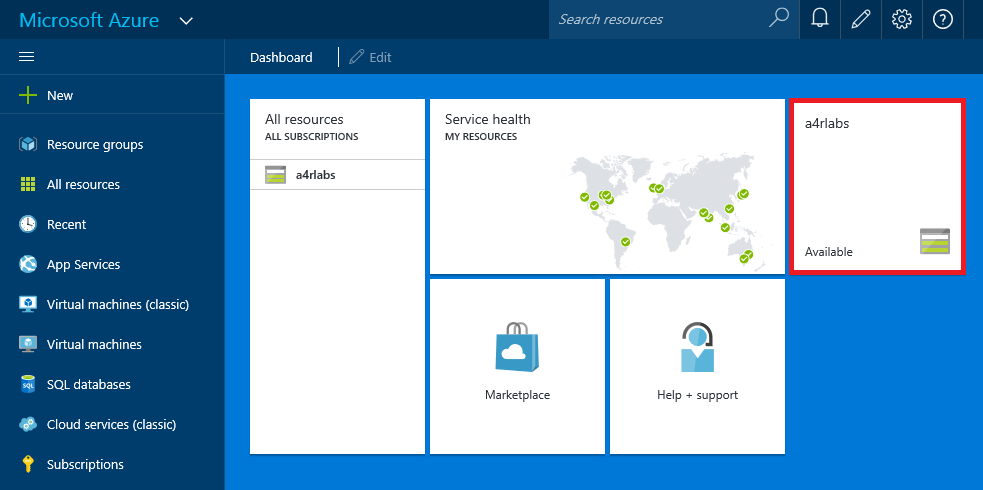 Microsoft Azure
Search resources
Dashboard
Edit
New
Resource groups
All resources
Recent
App Services
Virtual machines (classic)
Virtual machines
SQL
SQL databases
Cloud services (classic)
Subscriptions
All resources
ALL SUBSCRIPTIONS
a4rlabs
Service health
MY RESOURCES
a4rlabs
Available
Marketplace
Help + support